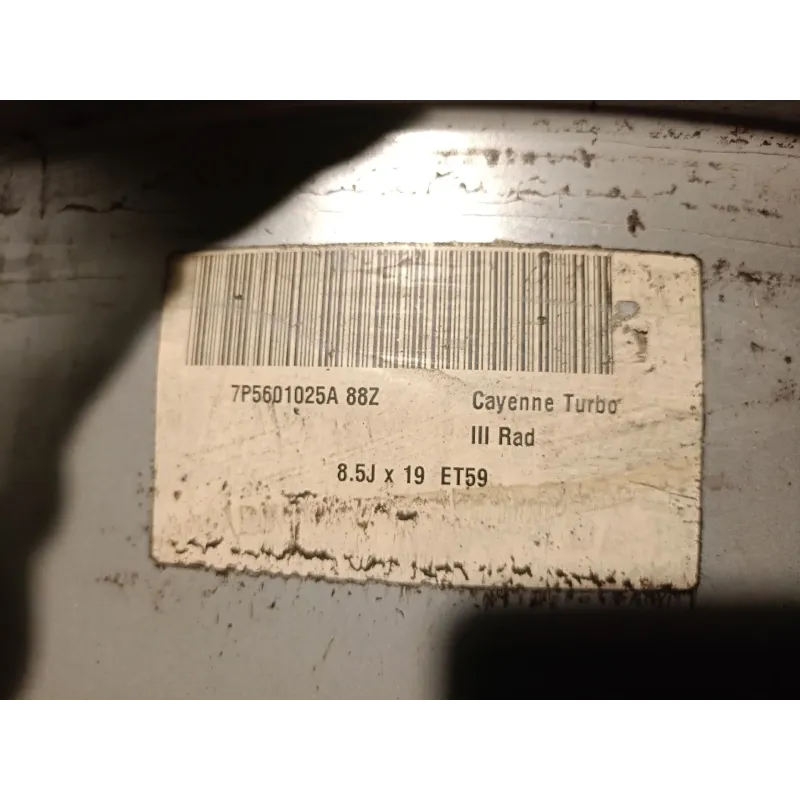 7P5601025A 88Z Cayenne Turbo
III Rad
8.5J x 19 ET59